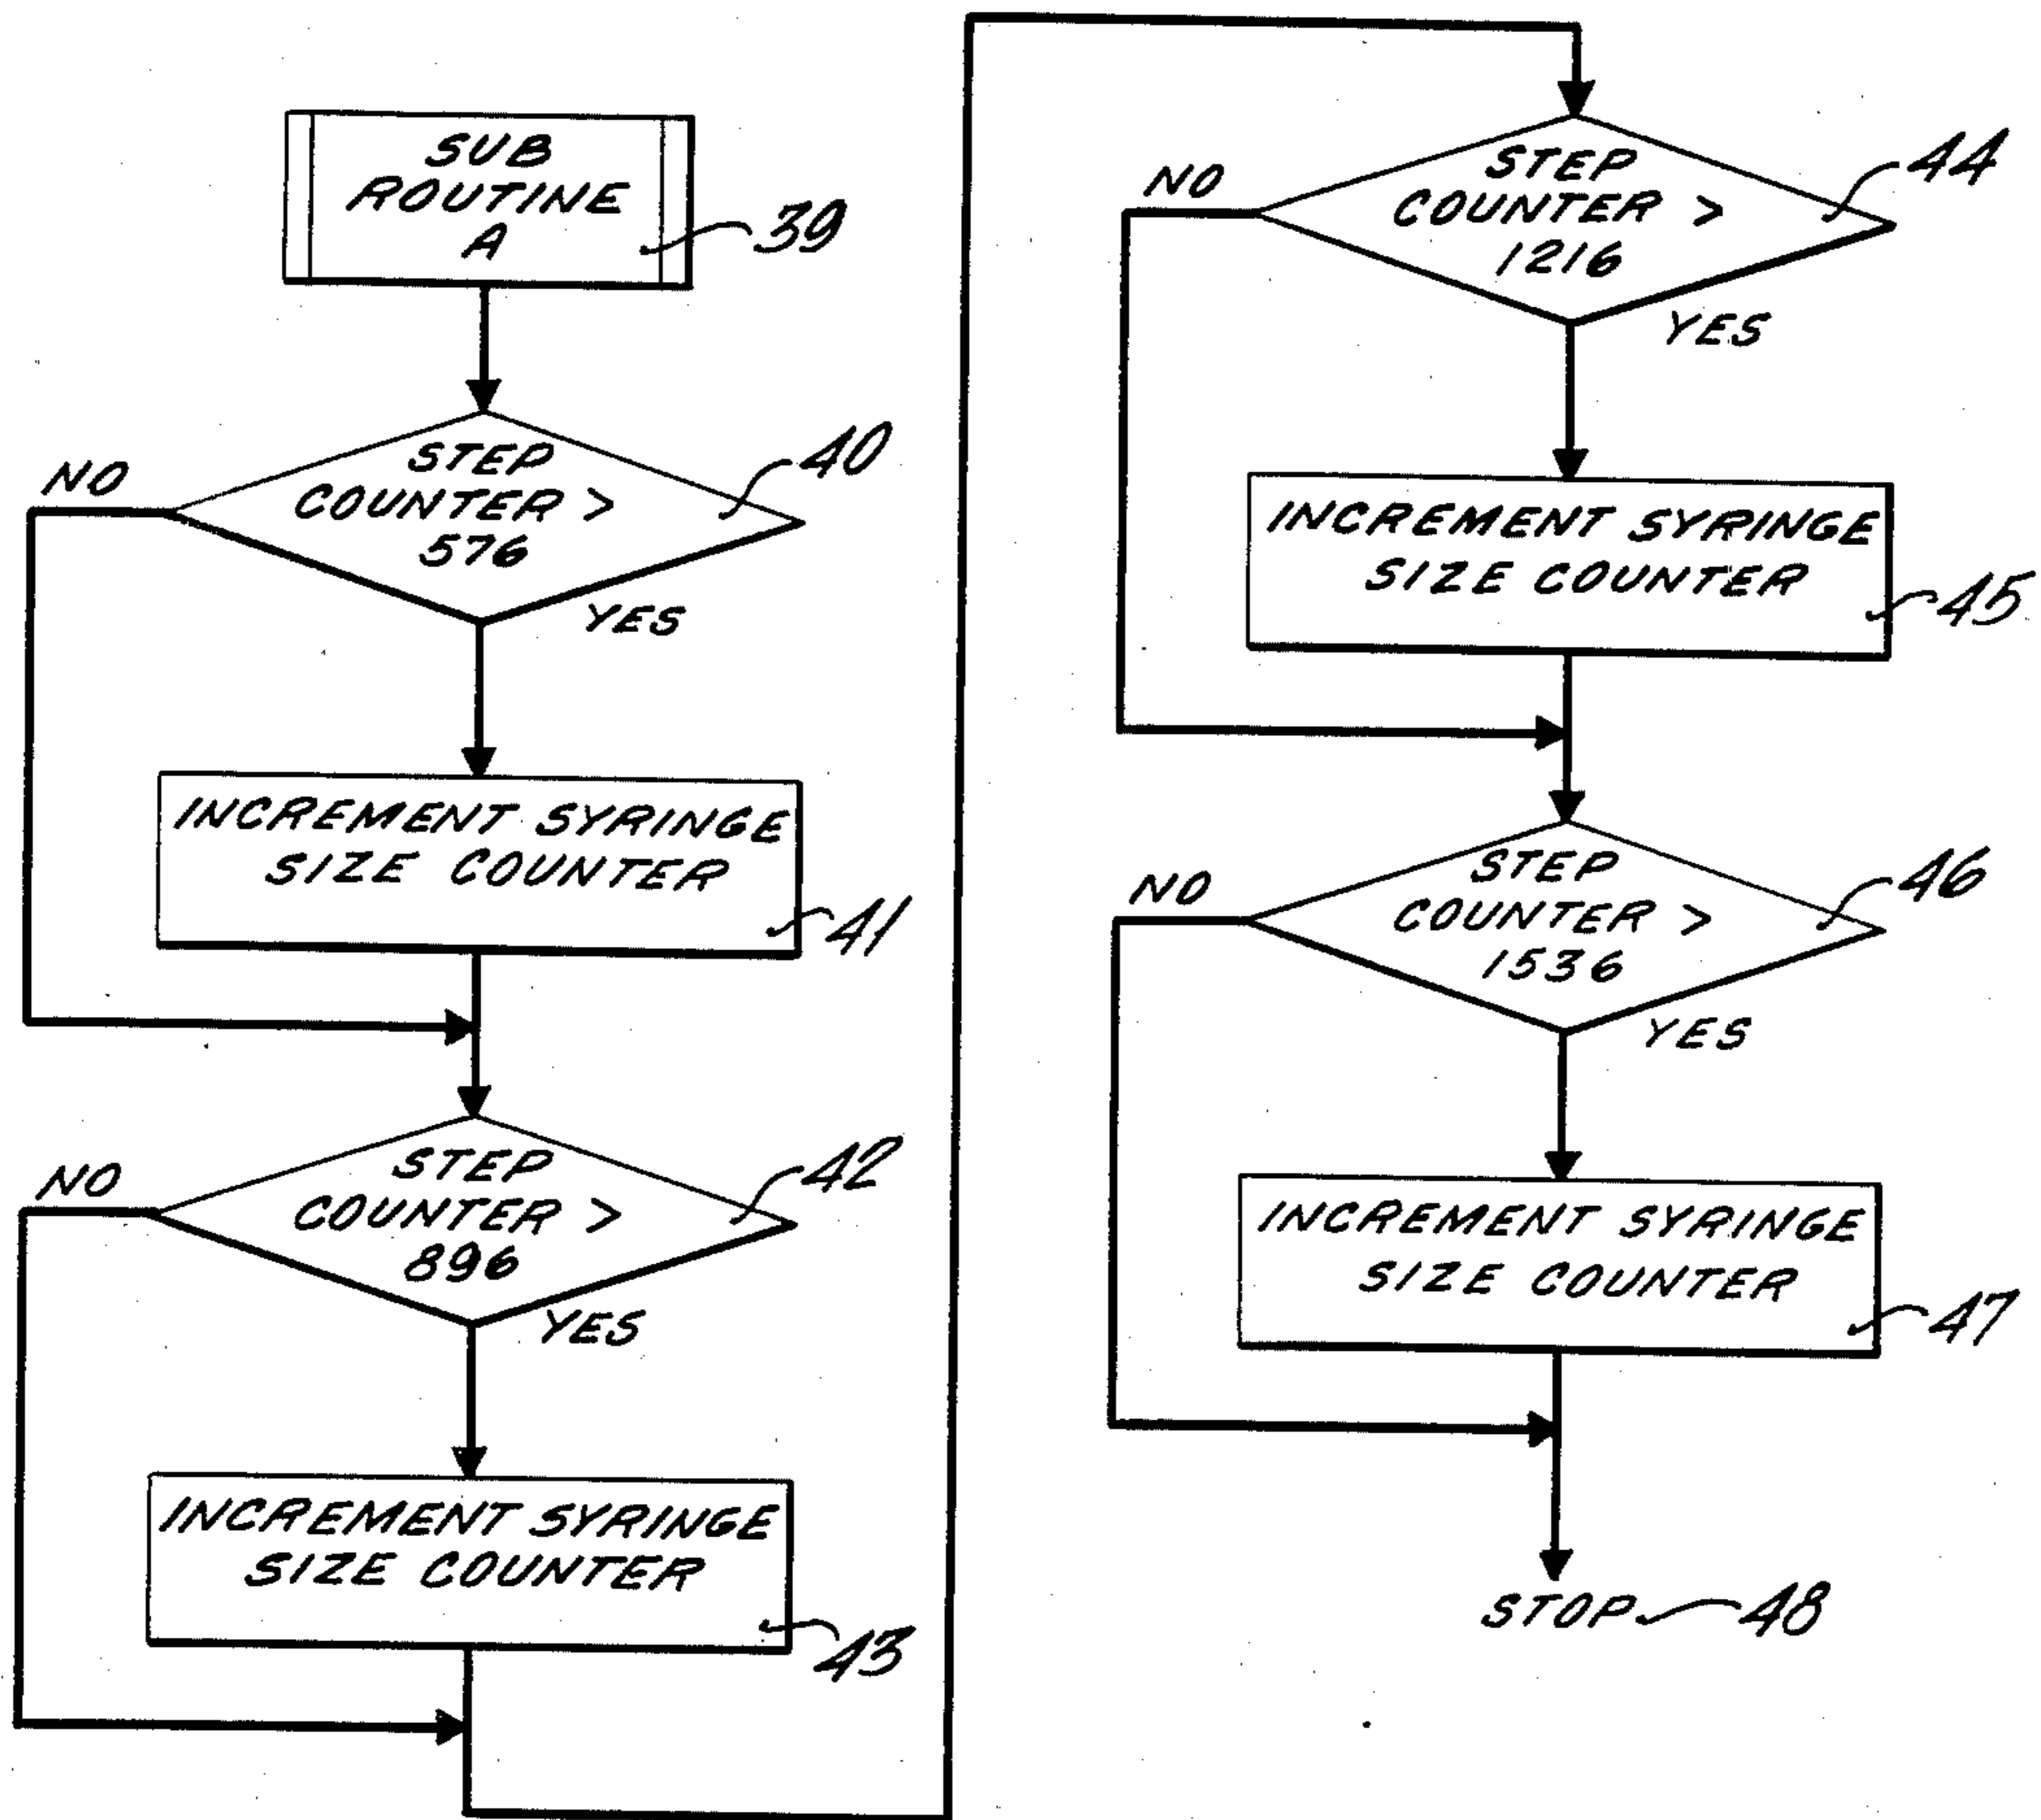 SUB
ROUTINE
A
39
NO
STEP
COUNTER >
576
40
YES
INCREMENT SYRINGE
SIZE COUNTER
41
NO
STEP
COUNTER >
896
42
YES
INCREMENT SYRINGE
SIZE COUNTER
43
NO
STEP
COUNTER >
1216
44
YES
INCREMENT SYRINGE
SIZE COUNTER
45
NO
STEP
COUNTER >
1536
46
YES
INCREMENT SYRINGE
SIZE COUNTER
47
STOP
48